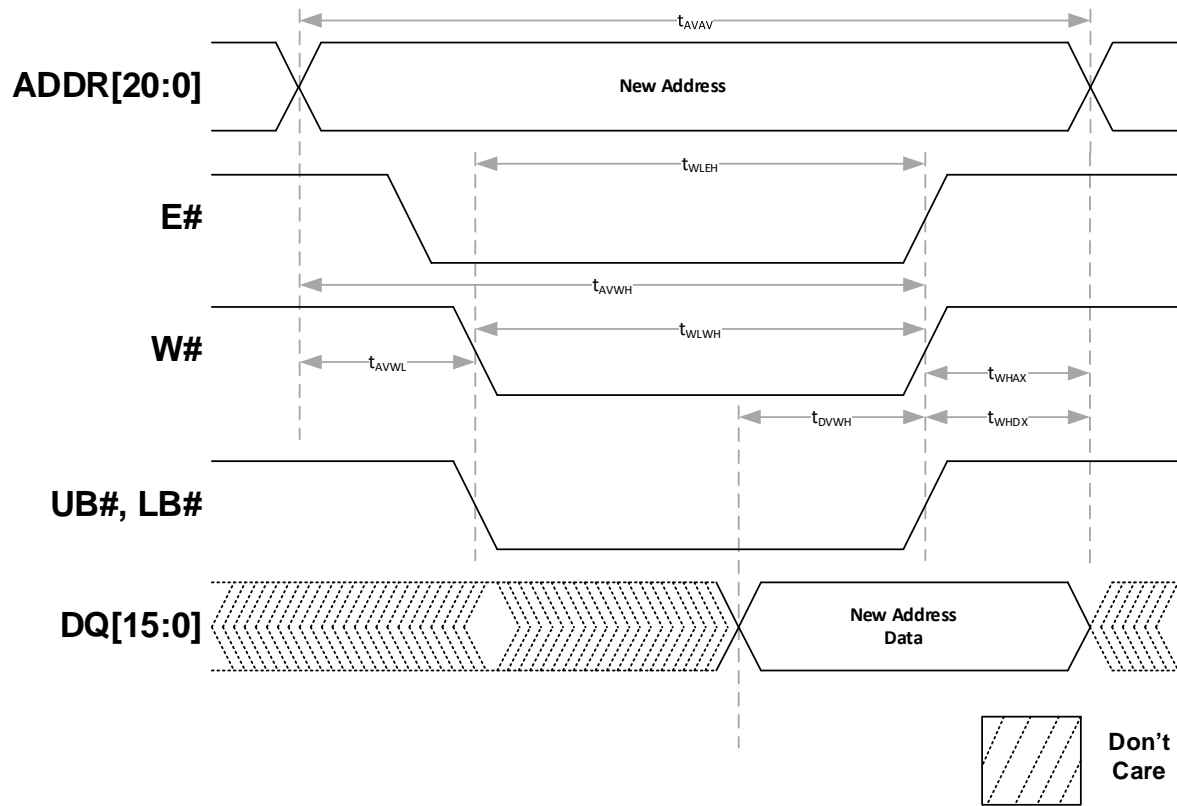 tAVAV
ADDR[20:0]
New Address
tWLEH
E#
tAVWH
W#
tWLWH
tAVWL
tWHAX
tDVWH
tWHDX
UB#, LB#
DQ[15:0]
New Address
Data
Don't
Care